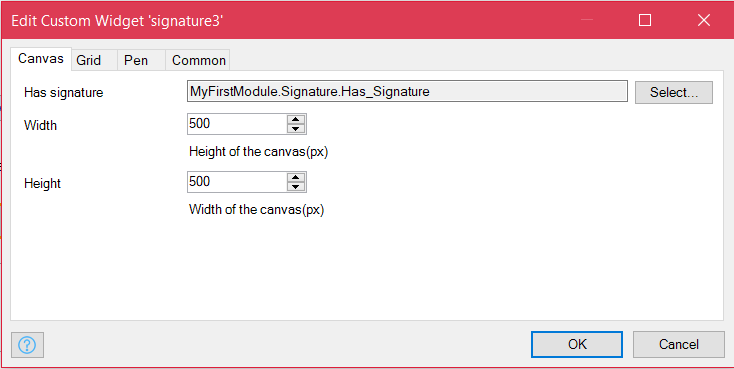 Edit Custom Widget 'signature3'
Canvas Grid Pen Common
Has signature MyFirstModule.Signature.Has_Signature Select...
Width 500
Height of the canvas(px)
Height 500
Width of the canvas(px)
? OK Cancel